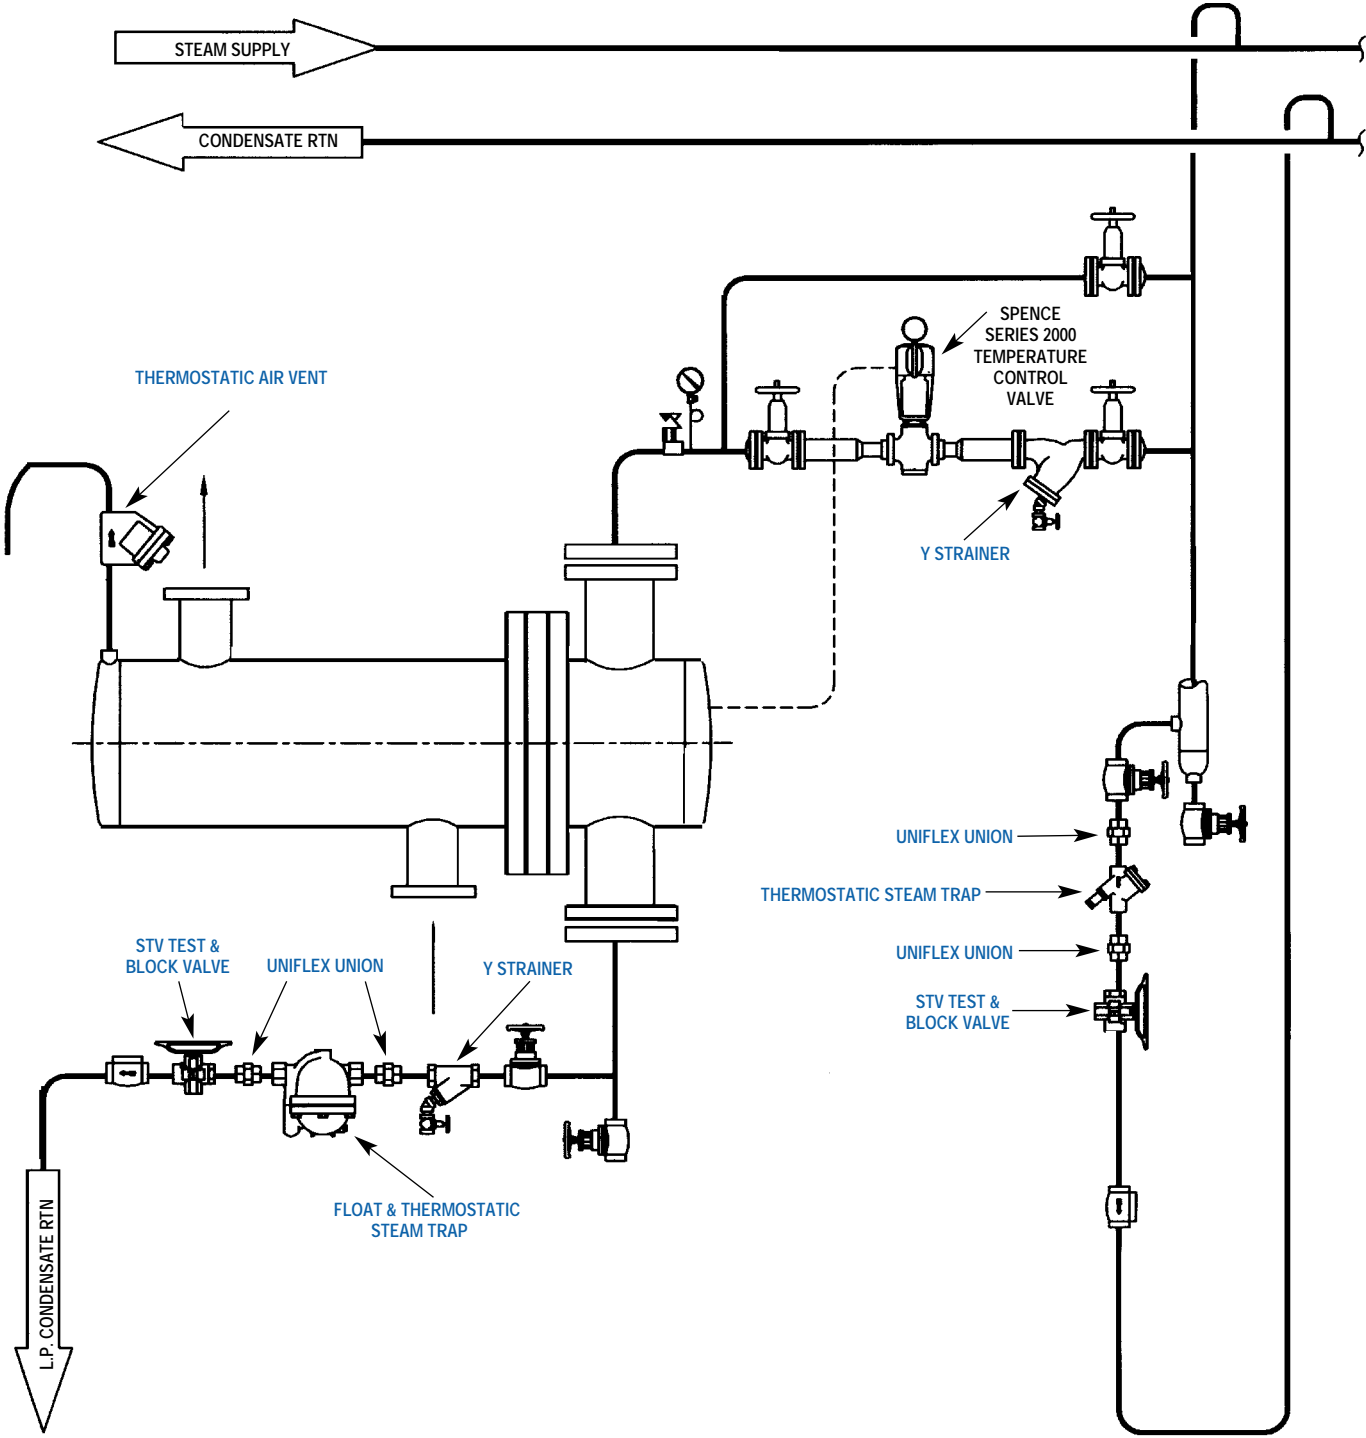 STEAM SUPPLY
CONDENSATE RTN
SPENCE
SERIES 2000
TEMPERATURE
CONTROL
VALVE
THERMOSTATIC AIR VENT
Y STRAINER
UNIFLEX UNION
THERMOSTATIC STEAM TRAP
UNIFLEX UNION
STV TEST &
BLOCK VALVE
STV TEST &
BLOCK VALVE
UNIFLEX UNION
Y STRAINER
FLOAT & THERMOSTATIC
STEAM TRAP
L.P. CONDENSATE RTN